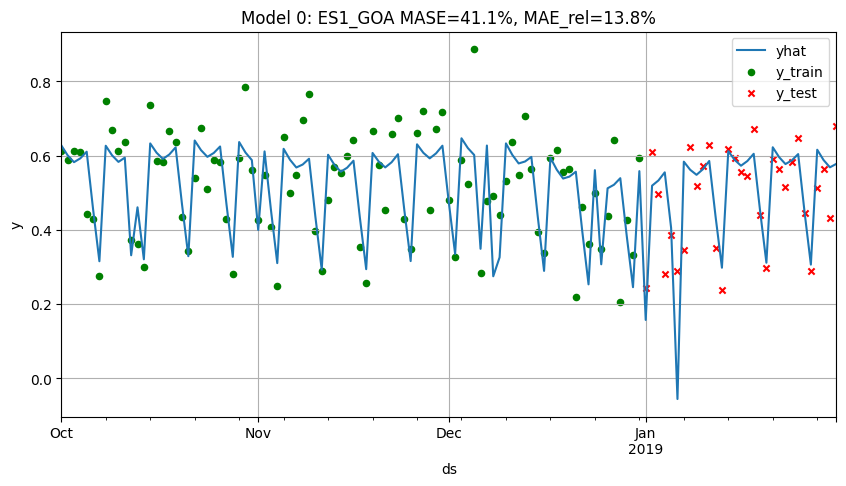 Model 0: ES1_GOA MASE=41.1%, MAE_rel=13.8%
yhat
y_train
y_test
0.8
0.6
0.4
0.2
0.0
y
Oct
Nov
Dec
Jan
2019
ds